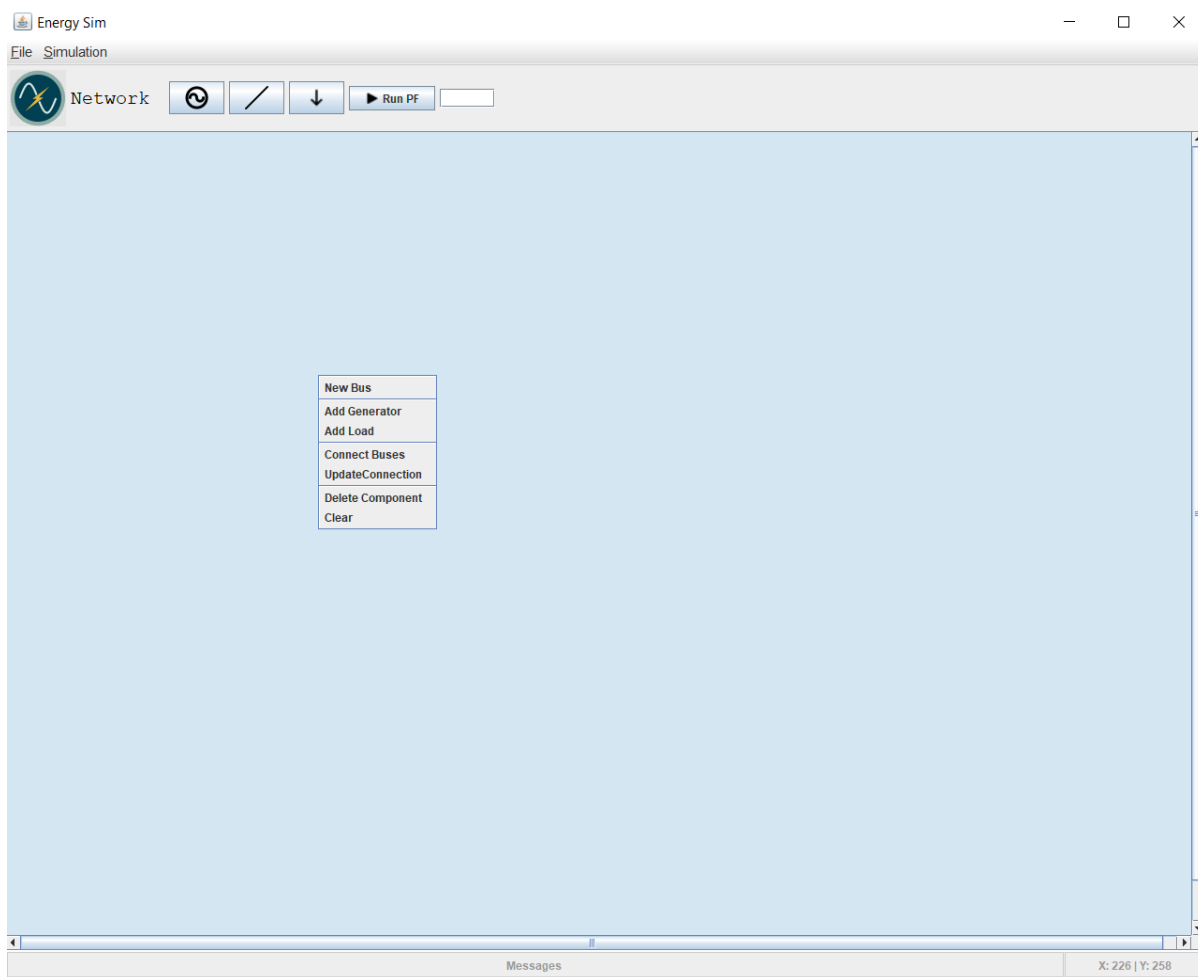 Energy Sim
File Simulation
Network Run PF
New Bus
Add Generator
Add Load
Connect Buses
UpdateConnection
Delete Component
Clear
Messages X: 226 | Y: 258